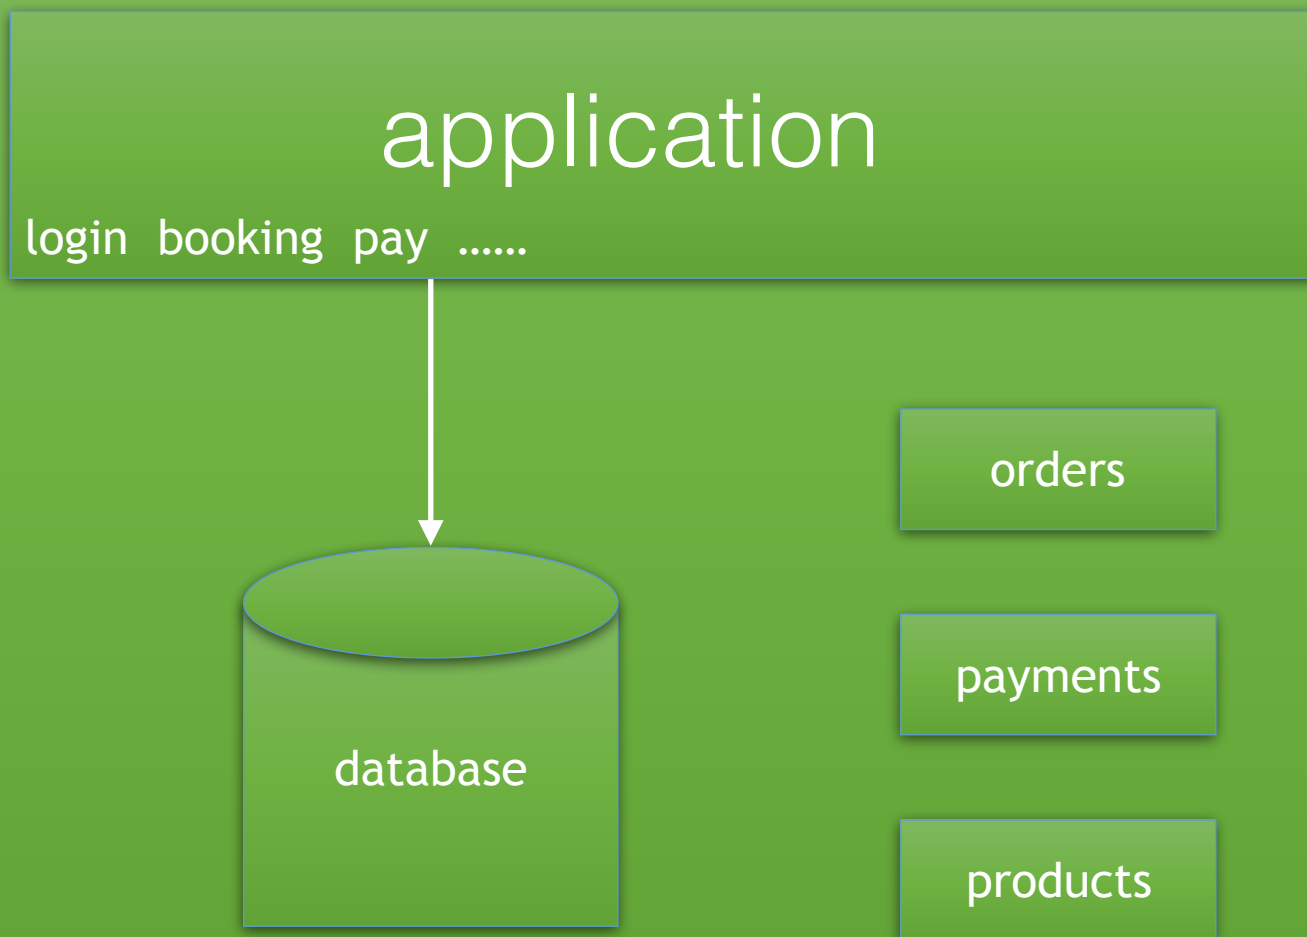 application
login booking pay ......
orders
payments
database
products